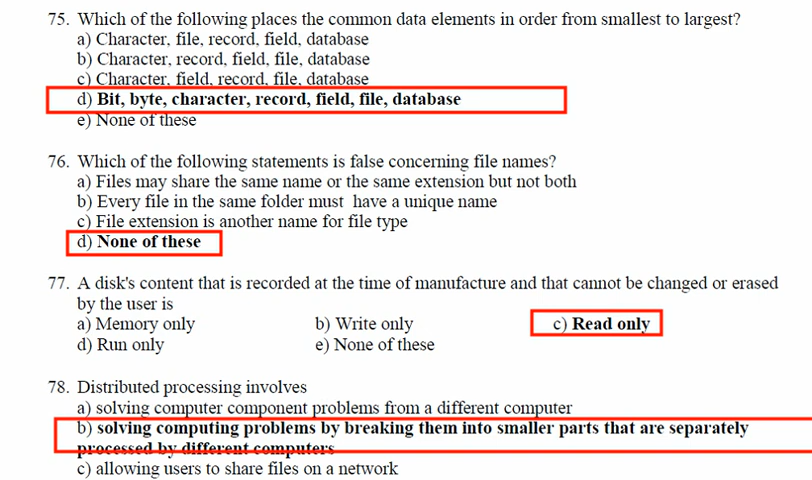 75. Which of the following places the common data elements in order from smallest to largest?
a) Character, file, record, field, database
b) Character, record, field, file, database
c) Character, field, record, file, database
d) Bit, byte, character, record, field, file, database
e) None of these
76. Which of the following statements is false concerning file names?
a) Files may share the same name or the same extension but not both
b) Every file in the same folder must have a unique name
c) File extension is another name for file type
d) None of these
77. A disk's content that is recorded at the time of manufacture and that cannot be changed or erased
by the user is
a) Memory only b) Write only c) Read only
d) Run only e) None of these
78. Distributed processing involves
a) solving computer component problems from a different computer
b) solving computing problems by breaking them into smaller parts that are separately
processed by different computers
c) allowing users to share files on a network